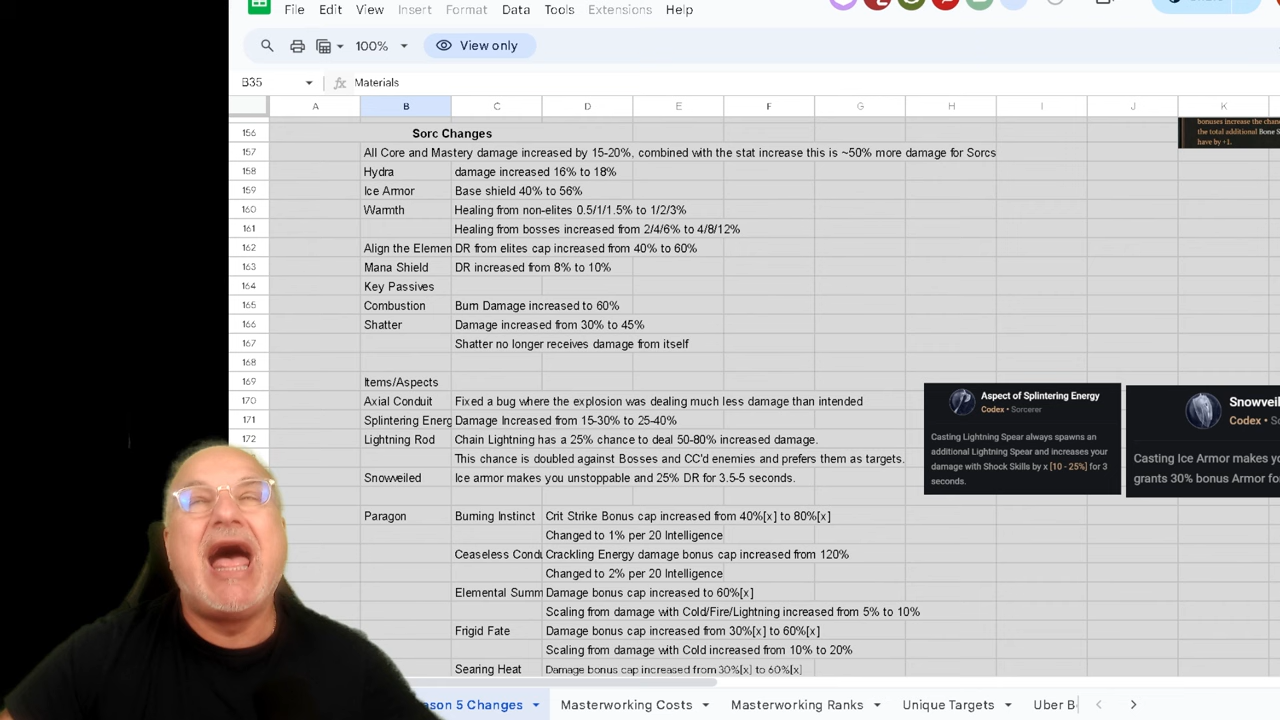 File Edit View Insert Format Data Tools Extensions Help
100% View only
B35 fx Materials
A B C D E F G H I J K
156 Sorc Changes
157 All Core and Mastery damage increased by 15-20%, combined with the stat increase this is ~50% more damage for Sorcs
158 Hydra damage increased 16% to 18%
159 Ice Armor Base shield 40% to 56%
160 Warmth Healing from non-elites 0.5/1/1.5% to 1/2/3%
161 Healing from bosses increased from 2/4/6% to 4/8/12%
162 Align the Elemen DR from elites cap increased from 40% to 60%
163 Mana Shield DR increased from 8% to 10%
164 Key Passives
165 Combustion Burn Damage increased to 60%
166 Shatter Damage increased from 30% to 45%
167 Shatter no longer receives damage from itself
168
169 Items/Aspects
170 Axial Conduit Fixed a bug where the explosion was dealing much less damage than intended
171 Splintering Energ Damage Increased from 15-30% to 25-40%
172 Lightning Rod Chain Lightning has a 25% chance to deal 50-80% increased damage.
This chance is doubled against Bosses and CC'd enemies and prefers them as targets.
Snowveiled Ice armor makes you unstoppable and 25% DR for 3.5-5 seconds.
Paragon Burning Instinct Crit Strike Bonus cap increased from 40%[x] to 80%[x]
Changed to 1% per 20 Intelligence
Ceaseless Condu Crackling Energy damage bonus cap increased from 120%
Changed to 2% per 20 Intelligence
Elemental Summ Damage bonus cap increased to 60%[x]
Scaling from damage with Cold/Fire/Lightning increased from 5% to 10%
Frigid Fate Damage bonus cap increased from 30%[x] to 60%[x]
Scaling from damage with Cold increased from 10% to 20%
Searing Heat Damage bonus cap increased from 30%[x] to 60%[x]
bonuses increase the chan
the total additional Bone S
have by +1.
Aspect of Splintering Energy
Codex • Sorcerer
Casting Lightning Spear always spawns an
additional Lightning Spear and increases your
damage with Shock Skills by x [10 - 25]% for 3
seconds.
Snowveil
Codex • S
Casting Ice Armor makes yo
grants 30% bonus Armor fo
ason 5 Changes Masterworking Costs Masterworking Ranks Unique Targets Uber B